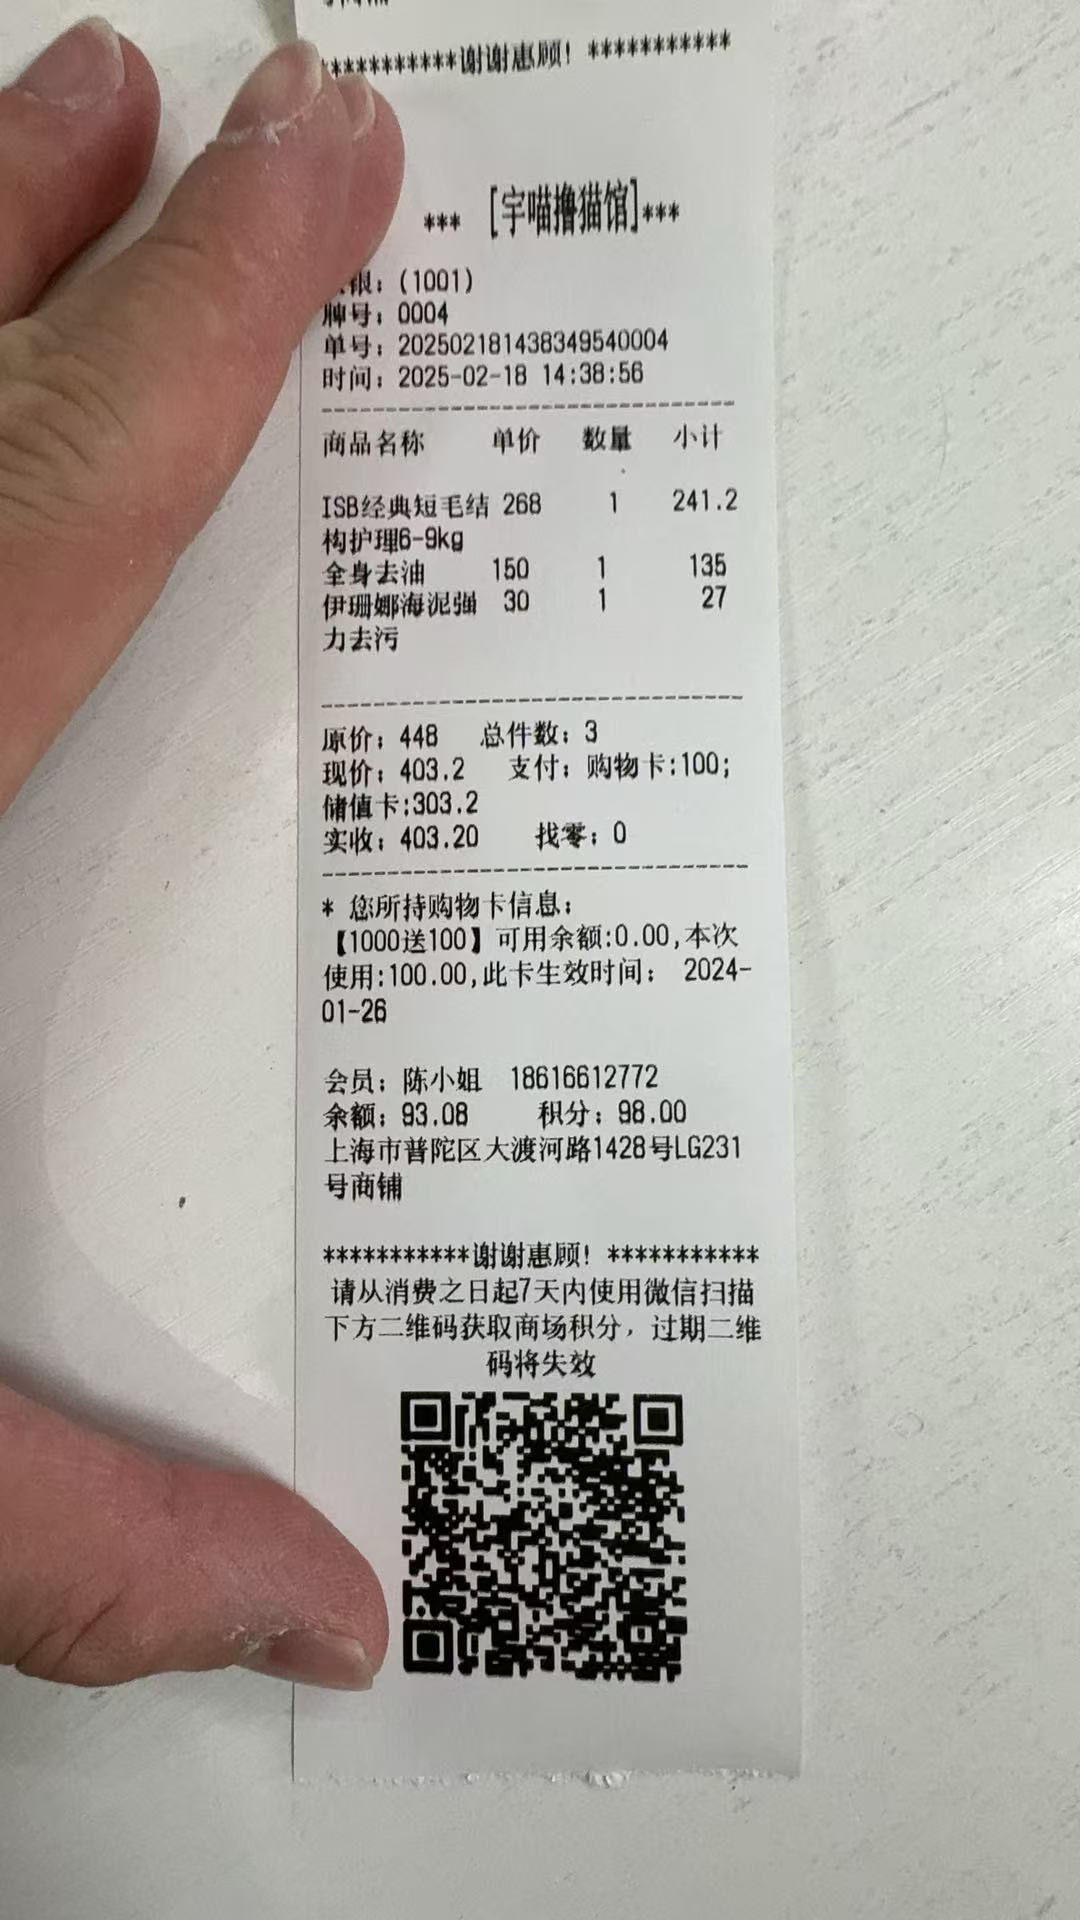 ***********谢谢惠顾! ***********
*** [宇喵撸猫馆]***
银: (1001)
牌号: 0004
单号: 202502181438349540004
时间: 2025-02-18 14:38:56
商品名称 单价 数量 小计
ISB经典短毛结 268 1 241.2
构护理6-9kg
全身去油 150 1 135
伊珊娜海泥强 30 1 27
力去污
原价: 448 总件数: 3
现价: 403.2 支付: 购物卡:100;
储值卡:303.2
实收: 403.20 找零: 0
* 您所持购物卡信息:
【1000送100】可用余额:0.00,本次
使用:100.00,此卡生效时间: 2024-
01-26
会员: 陈小姐 18616612772
余额: 93.08 积分: 98.00
上海市普陀区大渡河路1428号LG231
号商铺
***********谢谢惠顾! ***********
请从消费之日起7天内使用微信扫描
下方二维码获取商场积分, 过期二维
码将失效